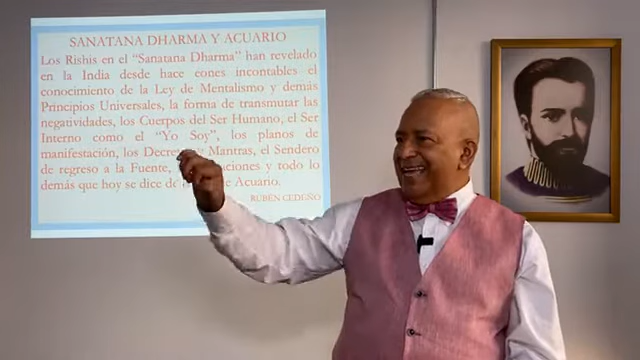 SANATANA DHARMA Y ACUARIO
Los Rishis en el "Sanatana Dharma" han revelado
en la India desde hace eones incontables el
conocimiento de la Ley de Mentalismo y demás
Principios Universales, la forma de transmutar las
negatividades, los Cuerpos del Ser Humano, el Ser
Interno como el "Yo Soy", los planos de
manifestación, los Mantras, el Sendero
de regreso a la Fuente, y todo lo
demás que hoy se dice Acuario.
RUBÉN CEDEÑO